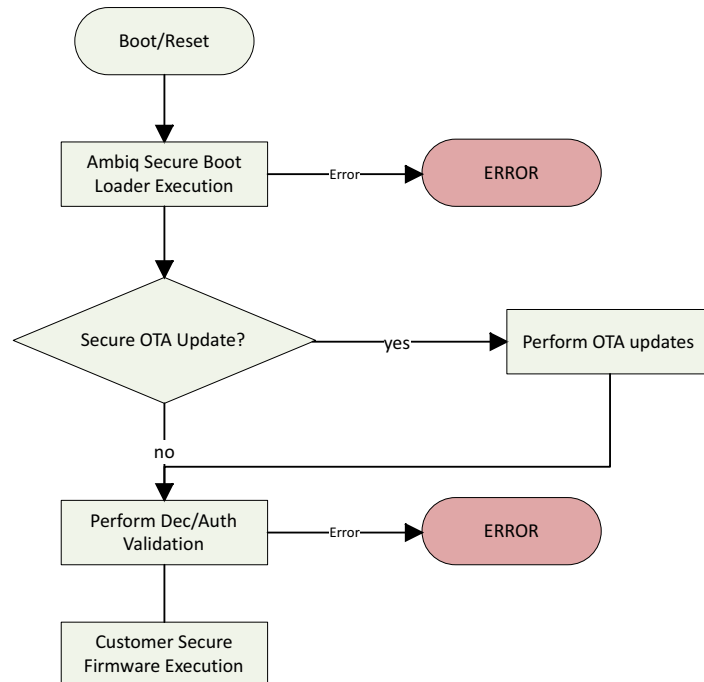 Boot/Reset
Ambiq Secure Boot
Loader Execution
Error
ERROR
Secure OTA Update?
yes
Perform OTA updates
no
Perform Dec/Auth
Validation
Error
ERROR
Customer Secure
Firmware Execution